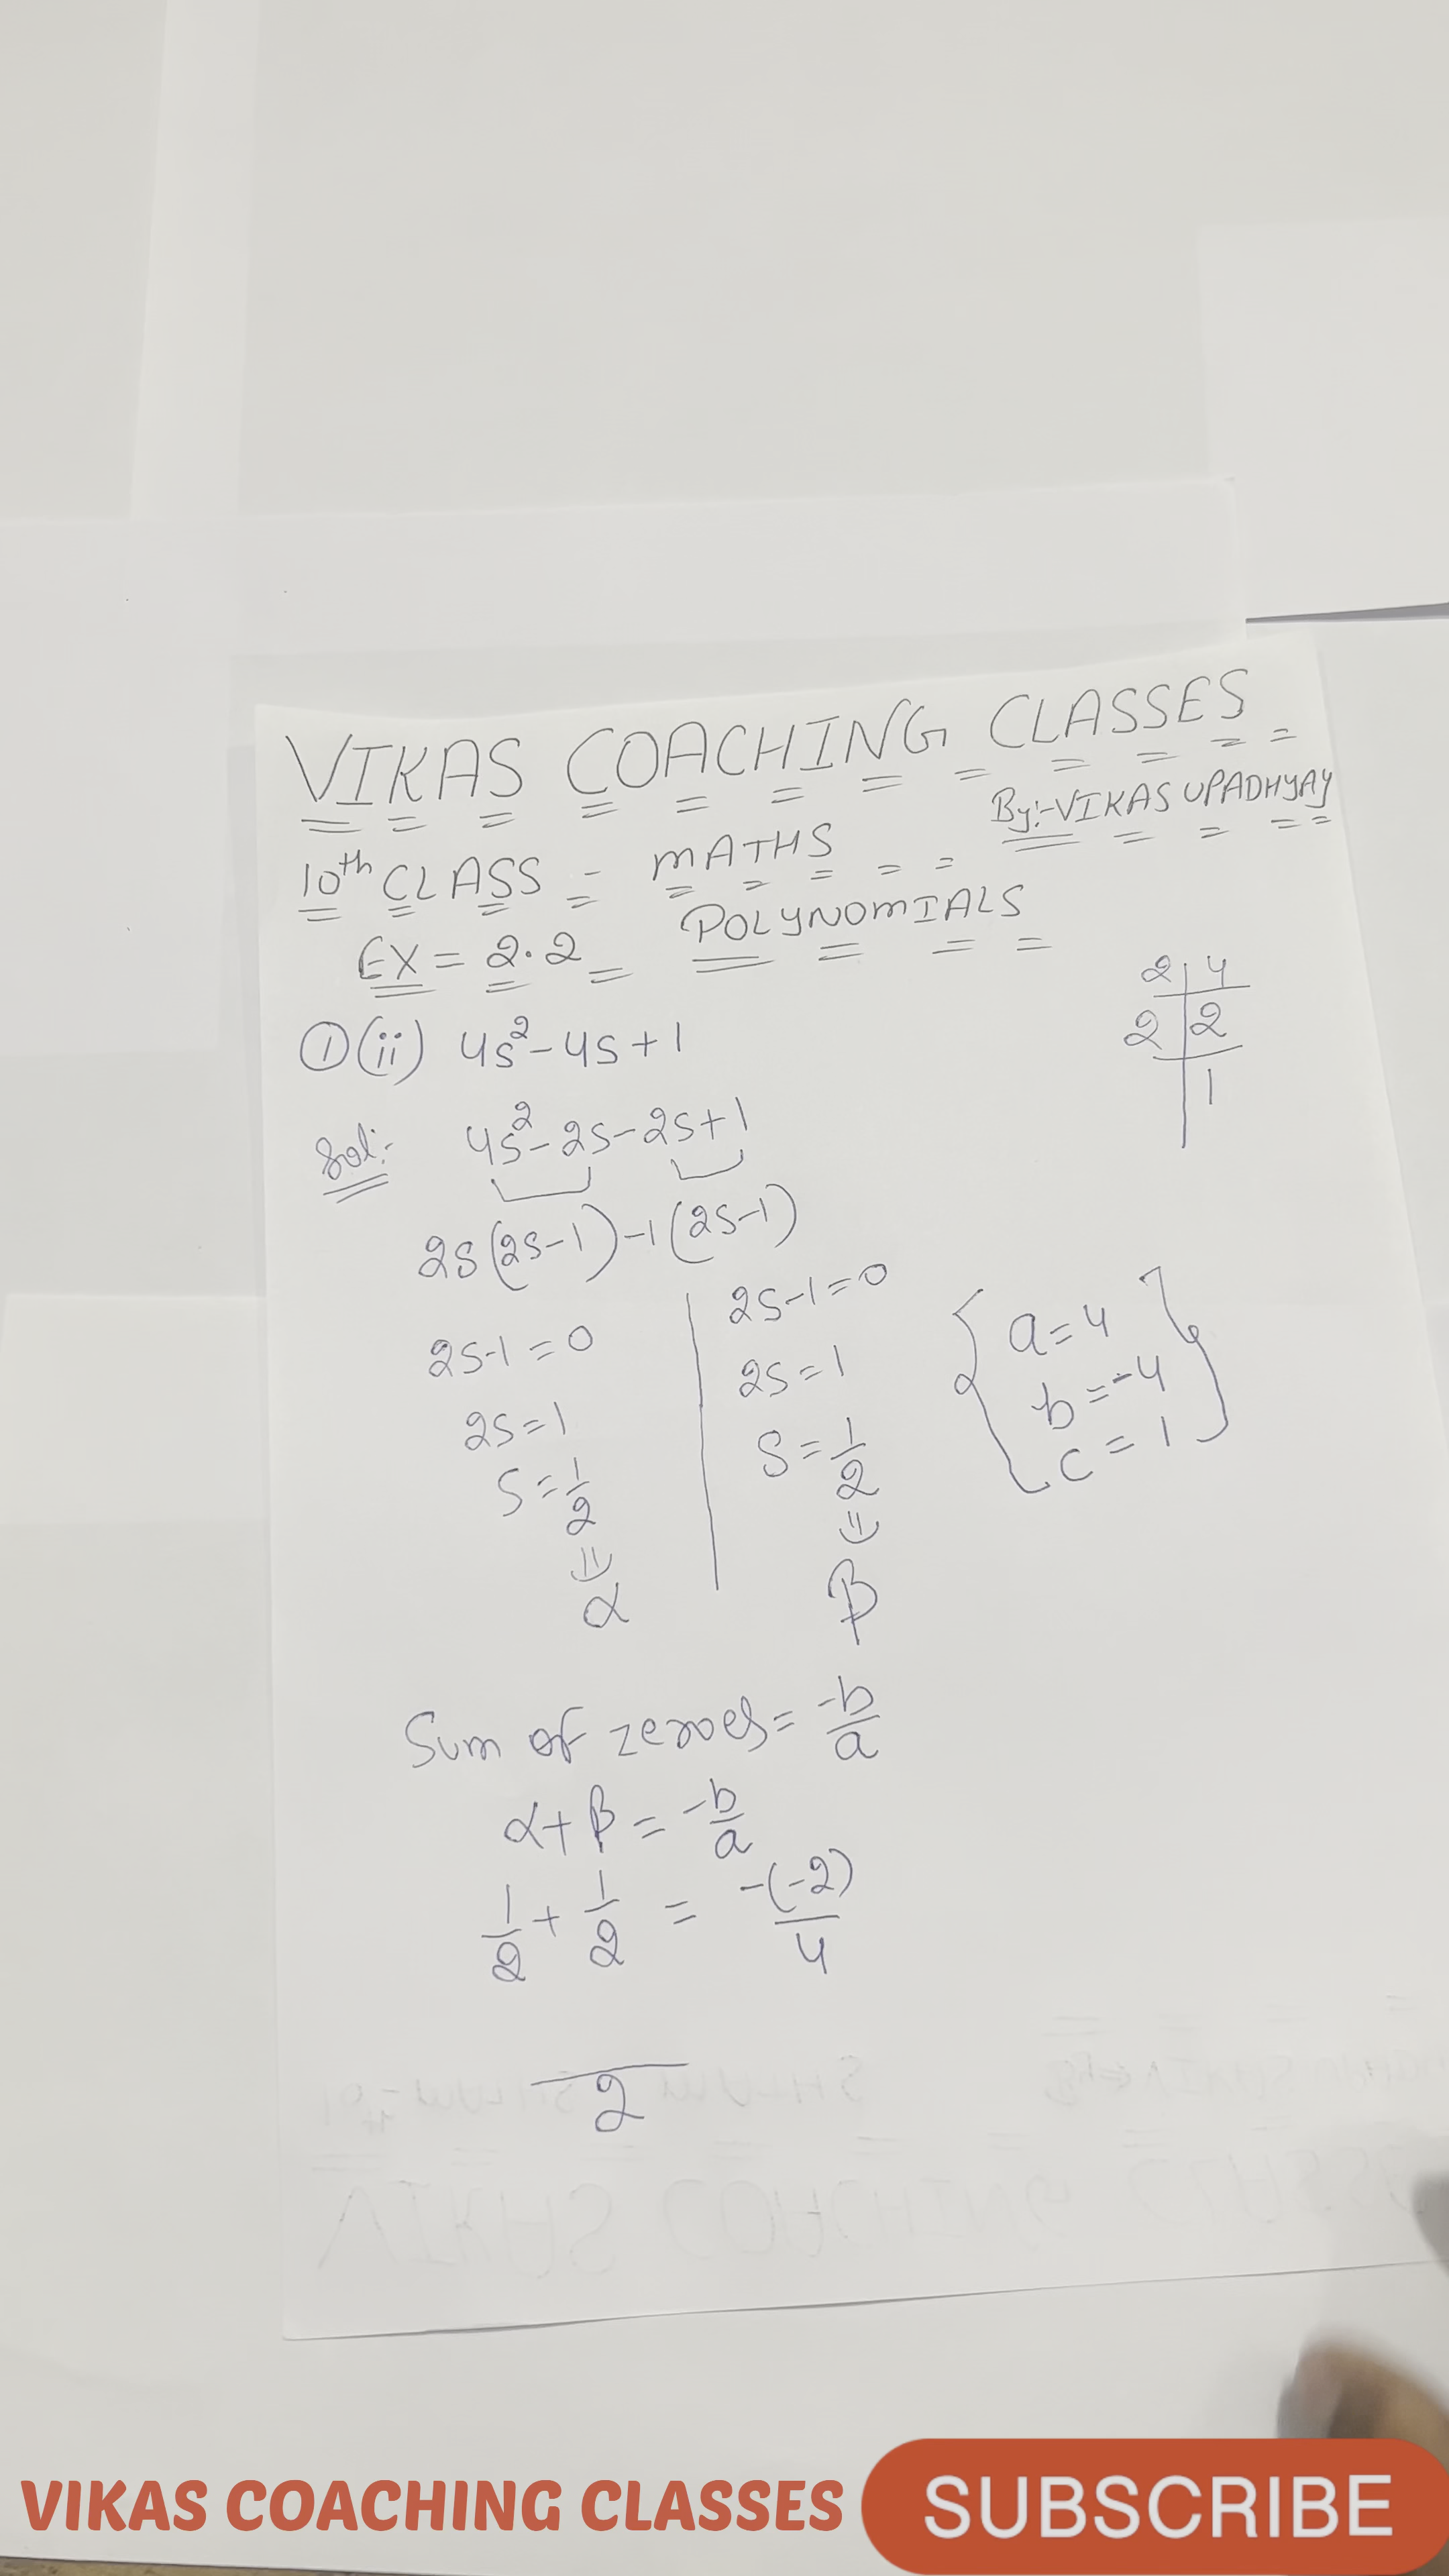 VIKAS COACHING CLASSES
By:-VIKAS UPADHYAY
10th CLASS - MATHS
EX = 2.2 POLYNOMIALS
① (ii) 4s² - 4s + 1
2 | 4
2 | 2
1
Sol:- 4s² - 2s - 2s + 1
2s(2s-1) -1(2s-1)
2s-1 = 0
2s = 1
s = 1/2
= α
2s-1 = 0
2s = 1
s = 1/2
= β
{ a = 4
b = -4
c = 1 }
Sum of zeroes = -b/a
α + β = -b/a
1/2 + 1/2 = -(-2)/4
2
VIKAS COACHING CLASSES
SUBSCRIBE